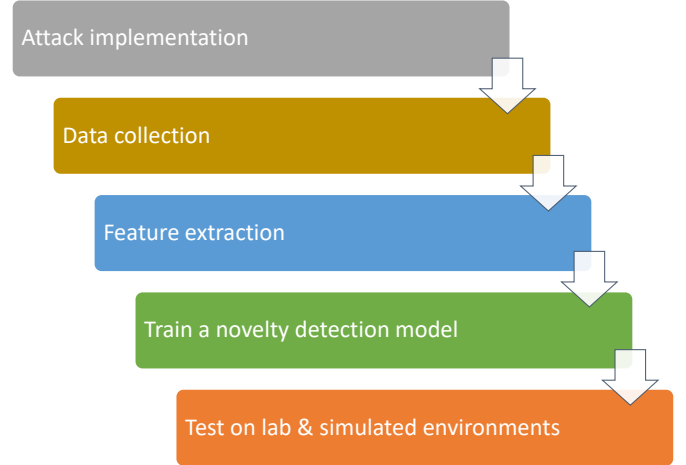 Attack implementation
Data collection
Feature extraction
Train a novelty detection model
Test on lab & simulated environments